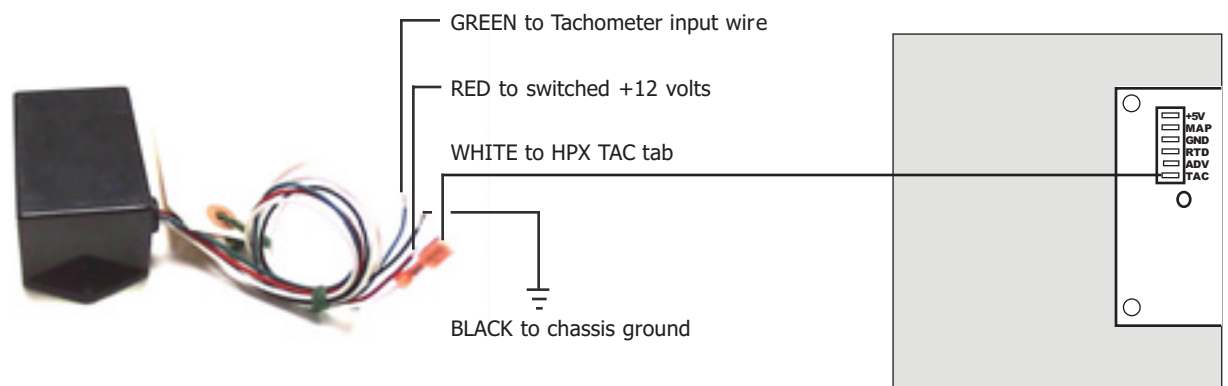 GREEN to Tachometer input wire
RED to switched +12 volts
WHITE to HPX TAC tab
BLACK to chassis ground
+5V
MAP
GND
RTD
ADV
TAC